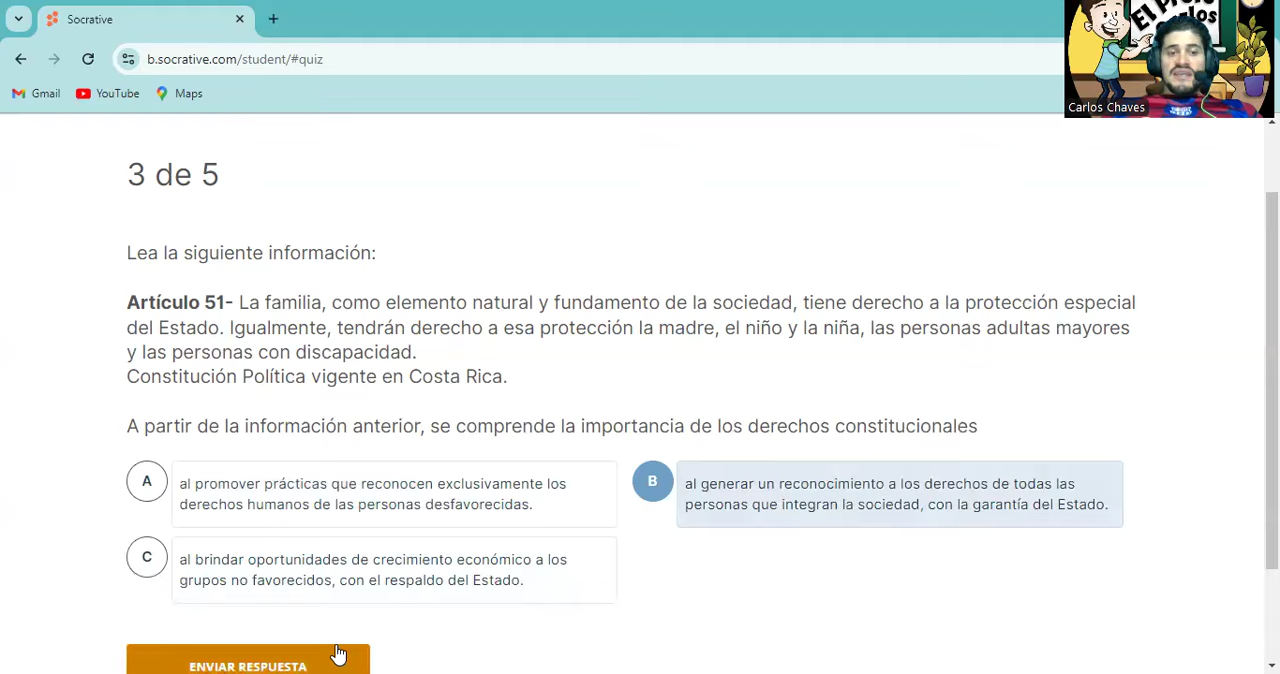 Socrative
b.socrative.com/student/#quiz
Gmail
YouTube
Maps
El Profe
Carlos
Carlos Chaves
3 de 5
Lea la siguiente información:
Artículo 51- La familia, como elemento natural y fundamento de la sociedad, tiene derecho a la protección especial
del Estado. Igualmente, tendrán derecho a esa protección la madre, el niño y la niña, las personas adultas mayores
y las personas con discapacidad.
Constitución Política vigente en Costa Rica.
A partir de la información anterior, se comprende la importancia de los derechos constitucionales
A
al promover prácticas que reconocen exclusivamente los
derechos humanos de las personas desfavorecidas.
B
al generar un reconocimiento a los derechos de todas las
personas que integran la sociedad, con la garantía del Estado.
C
al brindar oportunidades de crecimiento económico a los
grupos no favorecidos, con el respaldo del Estado.
ENVIAR RESPUESTA